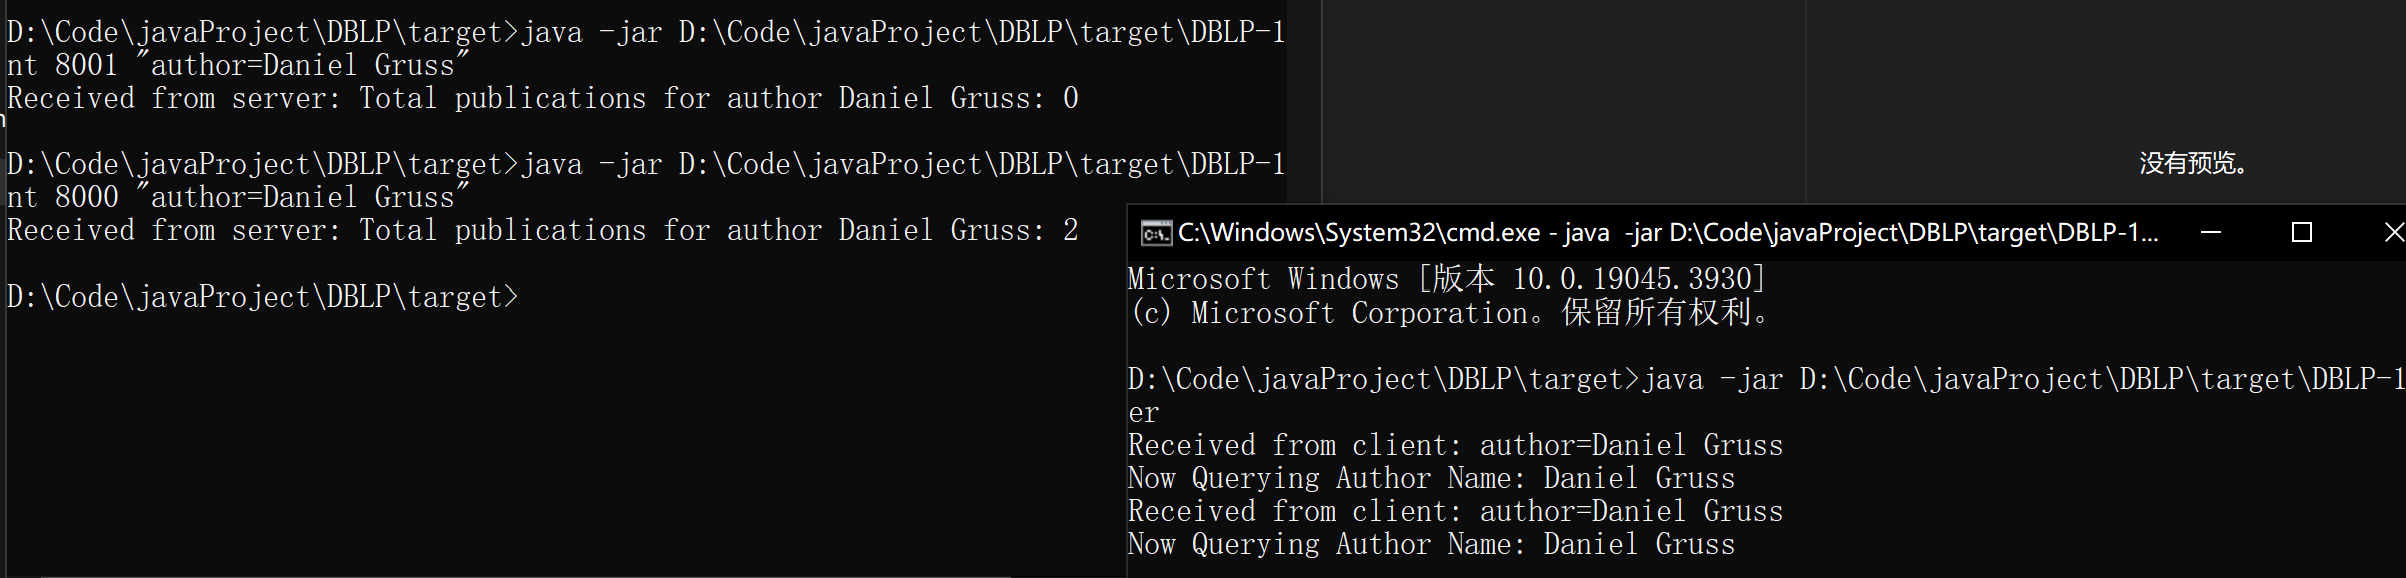 D:\Code\javaProject\DBLP\target>java -jar D:\Code\javaProject\DBLP\target\DBLP-1
nt 8001 "author=Daniel Gruss"
Received from server: Total publications for author Daniel Gruss: 0
D:\Code\javaProject\DBLP\target>java -jar D:\Code\javaProject\DBLP\target\DBLP-1
nt 8000 "author=Daniel Gruss"
Received from server: Total publications for author Daniel Gruss: 2
D:\Code\javaProject\DBLP\target>
没有预览。
C:\Windows\System32\cmd.exe - java  -jar D:\Code\javaProject\DBLP\target\DBLP-1...
Microsoft Windows [版本 10.0.19045.3930]
(c) Microsoft Corporation。保留所有权利。
D:\Code\javaProject\DBLP\target>java -jar D:\Code\javaProject\DBLP\target\DBLP-1
er
Received from client: author=Daniel Gruss
Now Querying Author Name: Daniel Gruss
Received from client: author=Daniel Gruss
Now Querying Author Name: Daniel Gruss